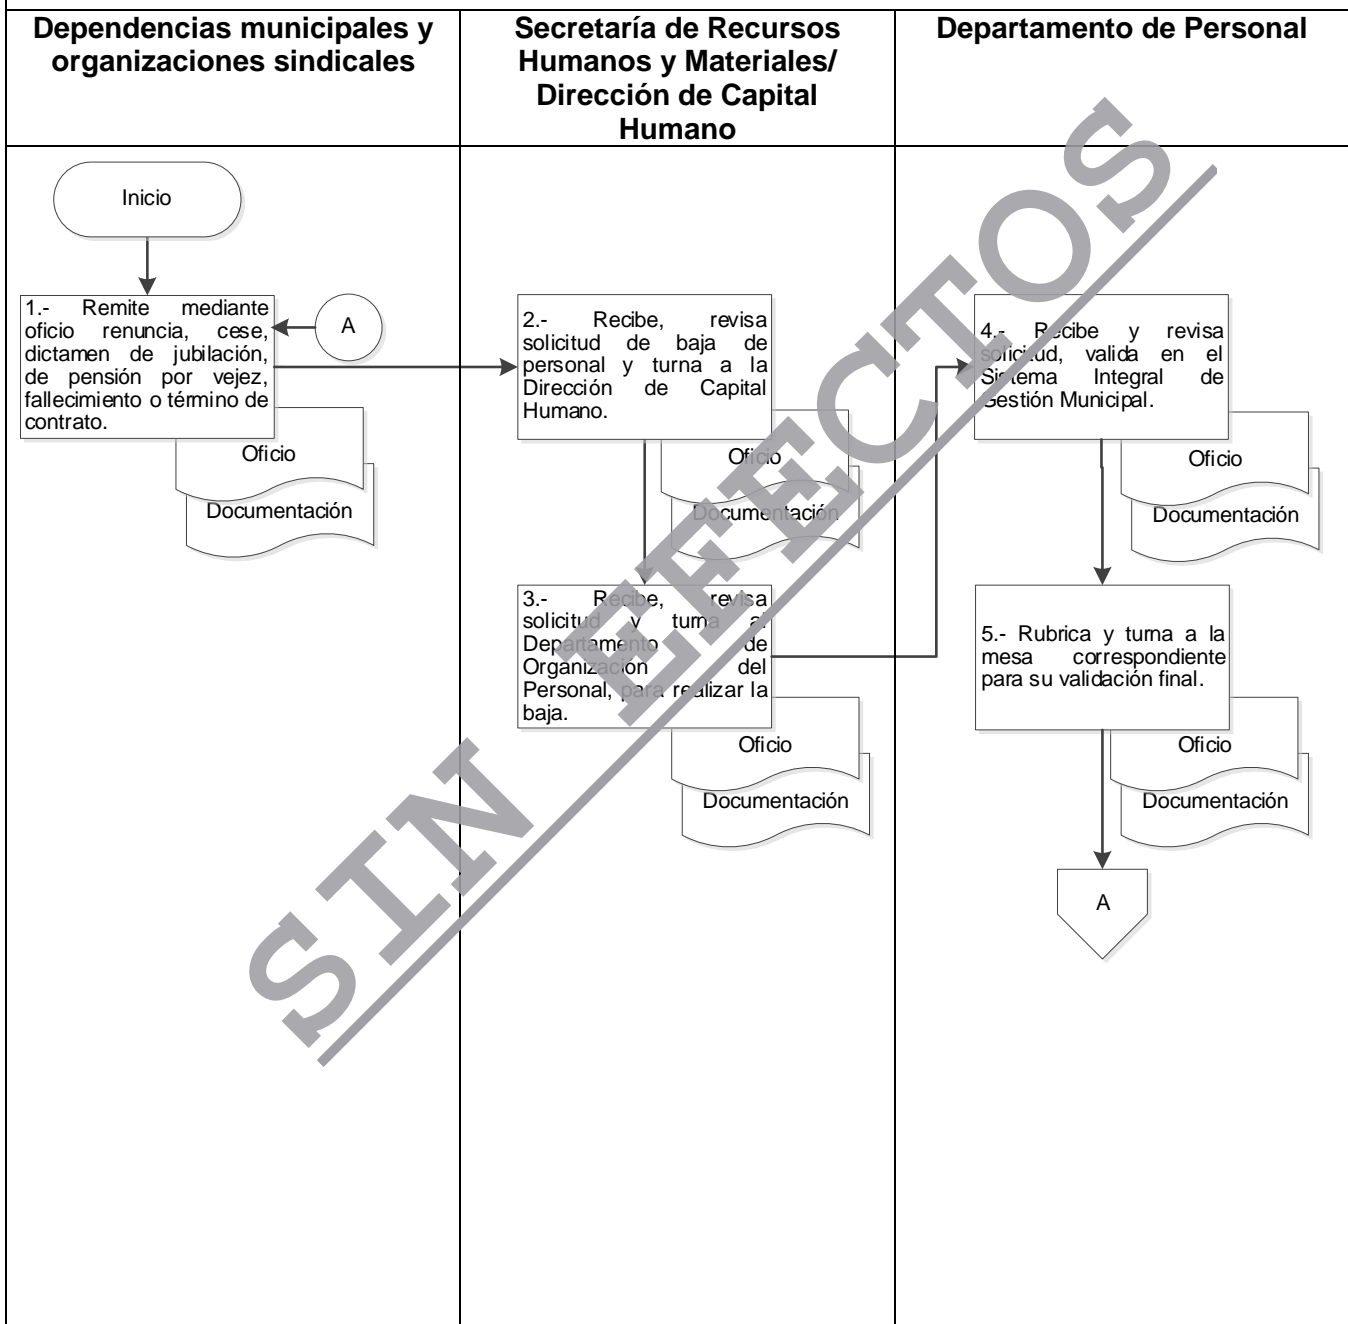 Dependencias municipales y
organizaciones sindicales
Secretaría de Recursos
Humanos y Materiales/
Dirección de Capital
Humano
Departamento de Personal
Inicio
1.- Remite mediante
oficio renuncia, cese,
dictamen de jubilación,
de pensión por vejez,
fallecimiento o término de
contrato.
A
Oficio
Documentación
2.- Recibe, revisa
solicitud de baja de
personal y turna a la
Dirección de Capital
Humano.
Oficio
Documentación
3.- Recibe, revisa
solicitud y turna al
Departamento de
Organización del
Personal, para realizar la
baja.
Oficio
Documentación
4.- Recibe y revisa
solicitud, valida en el
Sistema Integral de
Gestión Municipal.
Oficio
Documentación
5.- Rubrica y turna a la
mesa correspondiente
para su validación final.
Oficio
Documentación
A
SIN EFECTOS